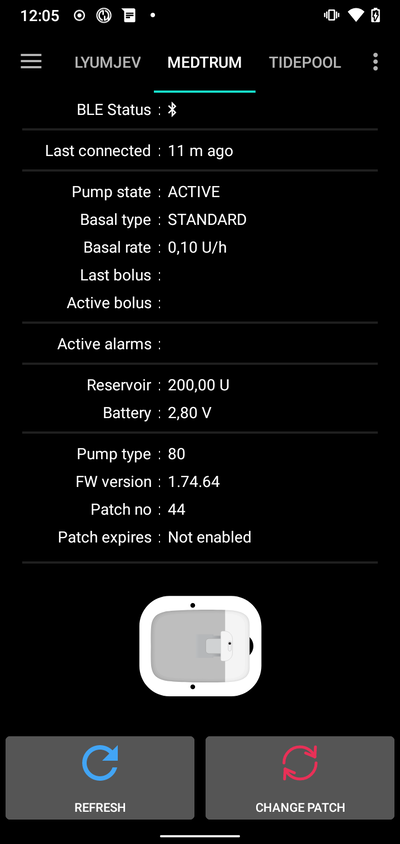 12:05
LYUMJEV MEDTRUM TIDEPOOL
BLE Status :
Last connected : 11 m ago
Pump state : ACTIVE
Basal type : STANDARD
Basal rate : 0,10 U/h
Last bolus :
Active bolus :
Active alarms :
Reservoir : 200,00 U
Battery : 2,80 V
Pump type : 80
FW version : 1.74.64
Patch no : 44
Patch expires : Not enabled
REFRESH CHANGE PATCH